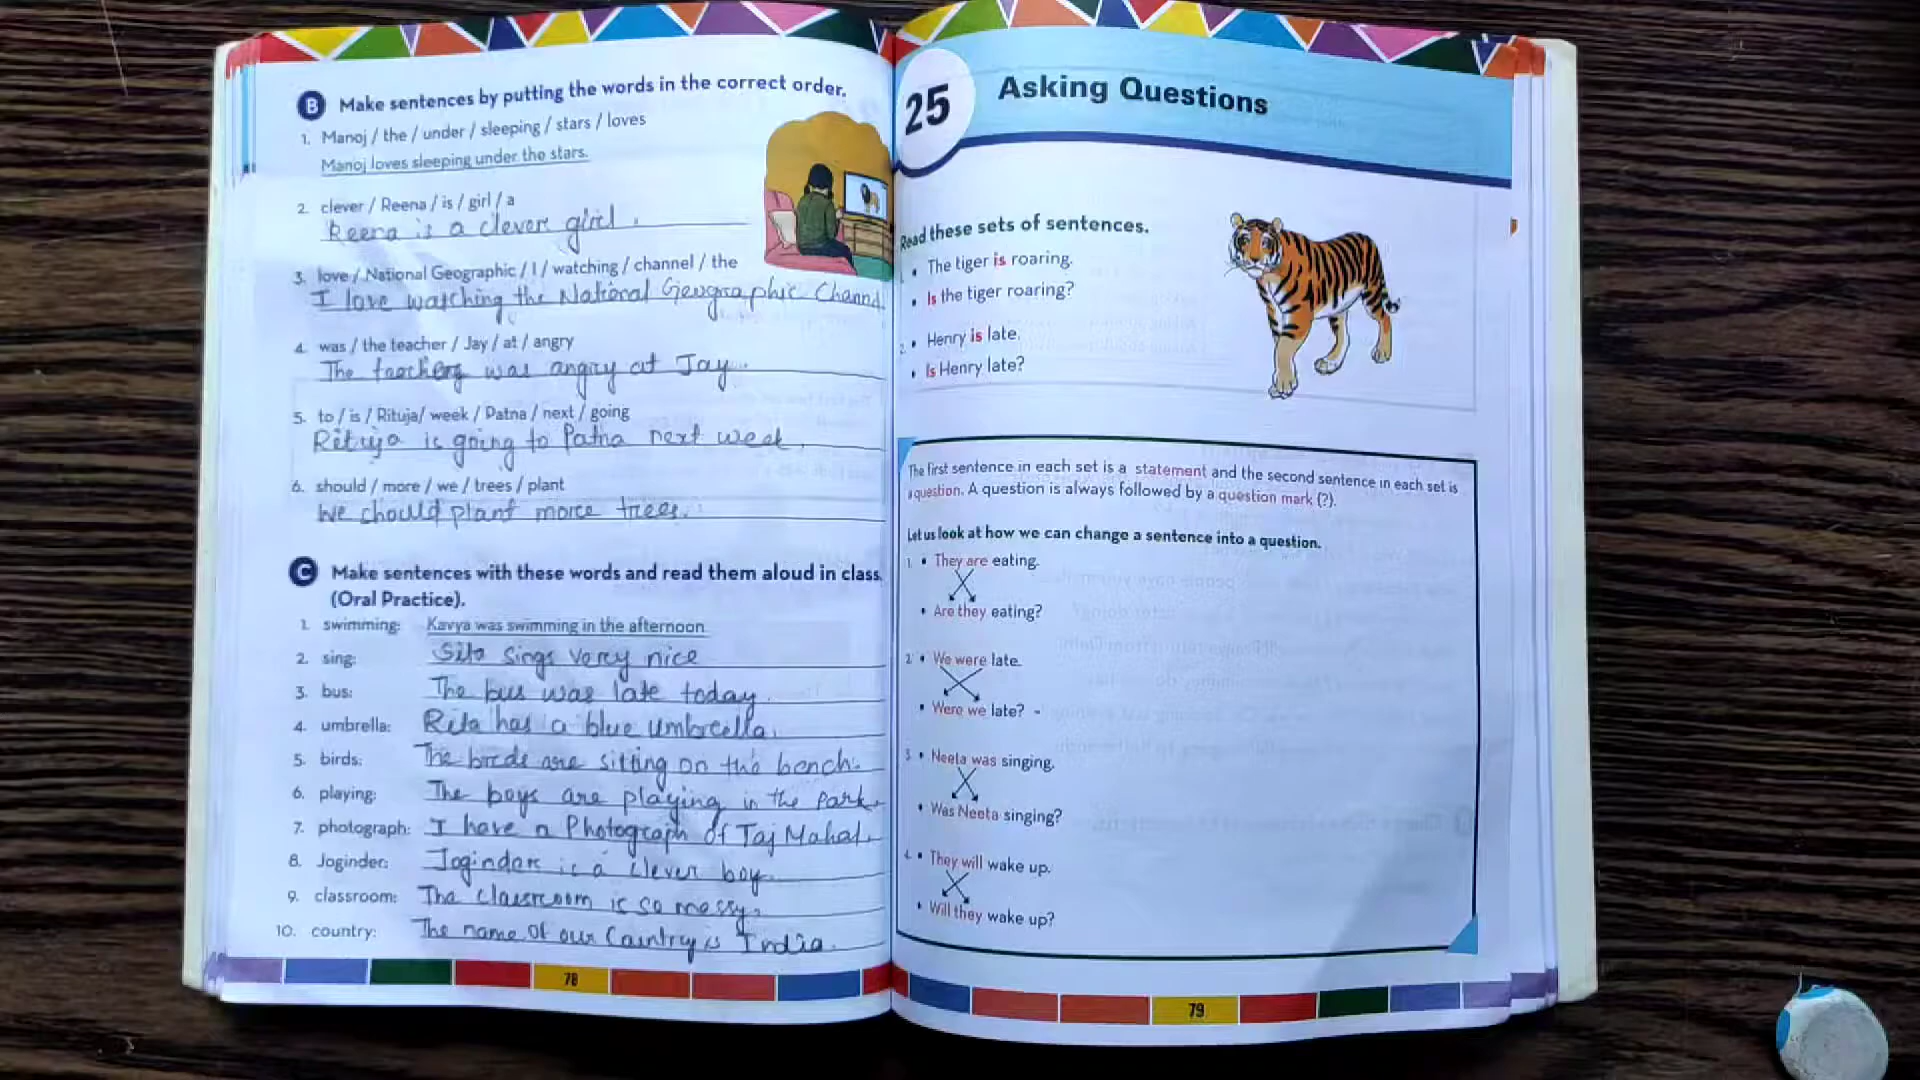 B Make sentences by putting the words in the correct order.
1. Manoj / the / under / sleeping / stars / loves
Manoj loves sleeping under the stars.
2. clever / Reena / is / girl / a
Reena is a clever girl.
3. love / National Geographic / I / watching / channel / the
I love watching the National Geographic Channel.
4. was / the teacher / Jay / at / angry
The teacher was angry at Jay.
5. to / is / Rituja/ week / Patna / next / going
Rituja is going to Patna next week.
6. should / more / we / trees / plant
We should plant more trees.
C Make sentences with these words and read them aloud in class.
(Oral Practice).
1. swimming: Kavya was swimming in the afternoon
2. sing: Sita sings very nice
3. bus: The bus was late today.
4. umbrella: Rita has a blue umbrella.
5. birds: The birds are sitting on the bench.
6. playing: The boys are playing in the park.
7. photograph: I have a Photograph of Taj Mahal.
8. Joginder: Joginder is a clever boy.
9. classroom: The classroom is so messy.
10. country: The name of our Country is India.
78
25 Asking Questions
Read these sets of sentences.
• The tiger is roaring.
• Is the tiger roaring?
2. • Henry is late.
• Is Henry late?
The first sentence in each set is a statement and the second sentence in each set is
a question. A question is always followed by a question mark (?).
Let us look at how we can change a sentence into a question.
1. • They are eating.
• Are they eating?
2 • We were late.
• Were we late?
3 • Neeta was singing.
• Was Neeta singing?
4 • They will wake up.
• Will they wake up?
79